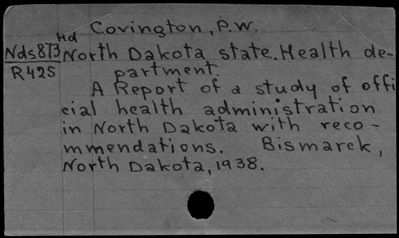 Covington, P.W.
Md
Nds873 North Dakota state. Health de-
R425 partment.
A Report of a study of offi
cial health administration
in North Dakota with reco-
mmendations. Bismarck,
North Dakota, 1938.